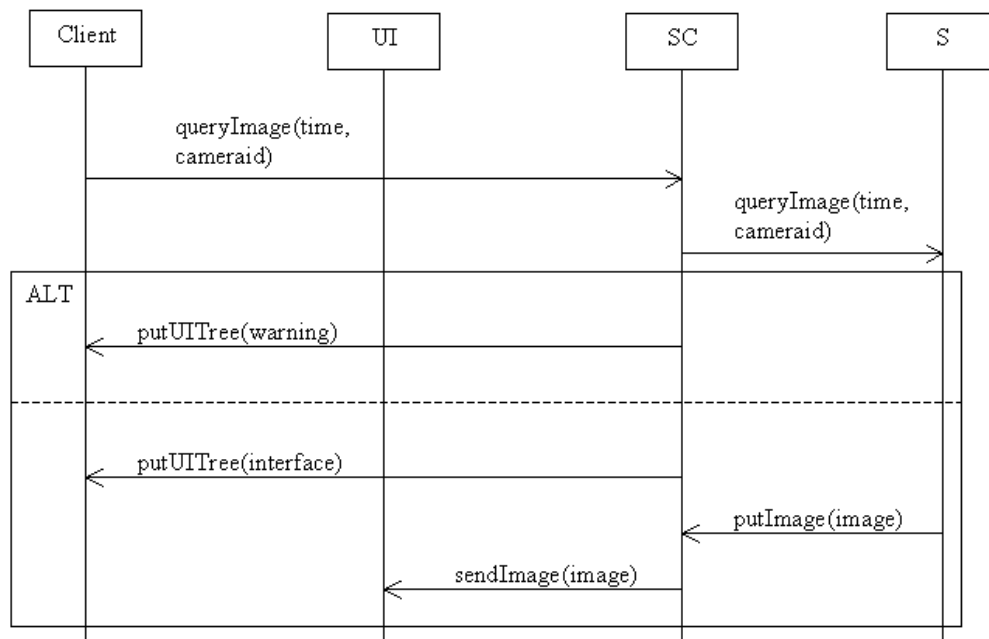 Client
UI
SC
S
queryImage(time,
cameraid)
queryImage(time,
cameraid)
ALT
putUITree(warning)
putUITree(interface)
putImage(image)
sendImage(image)